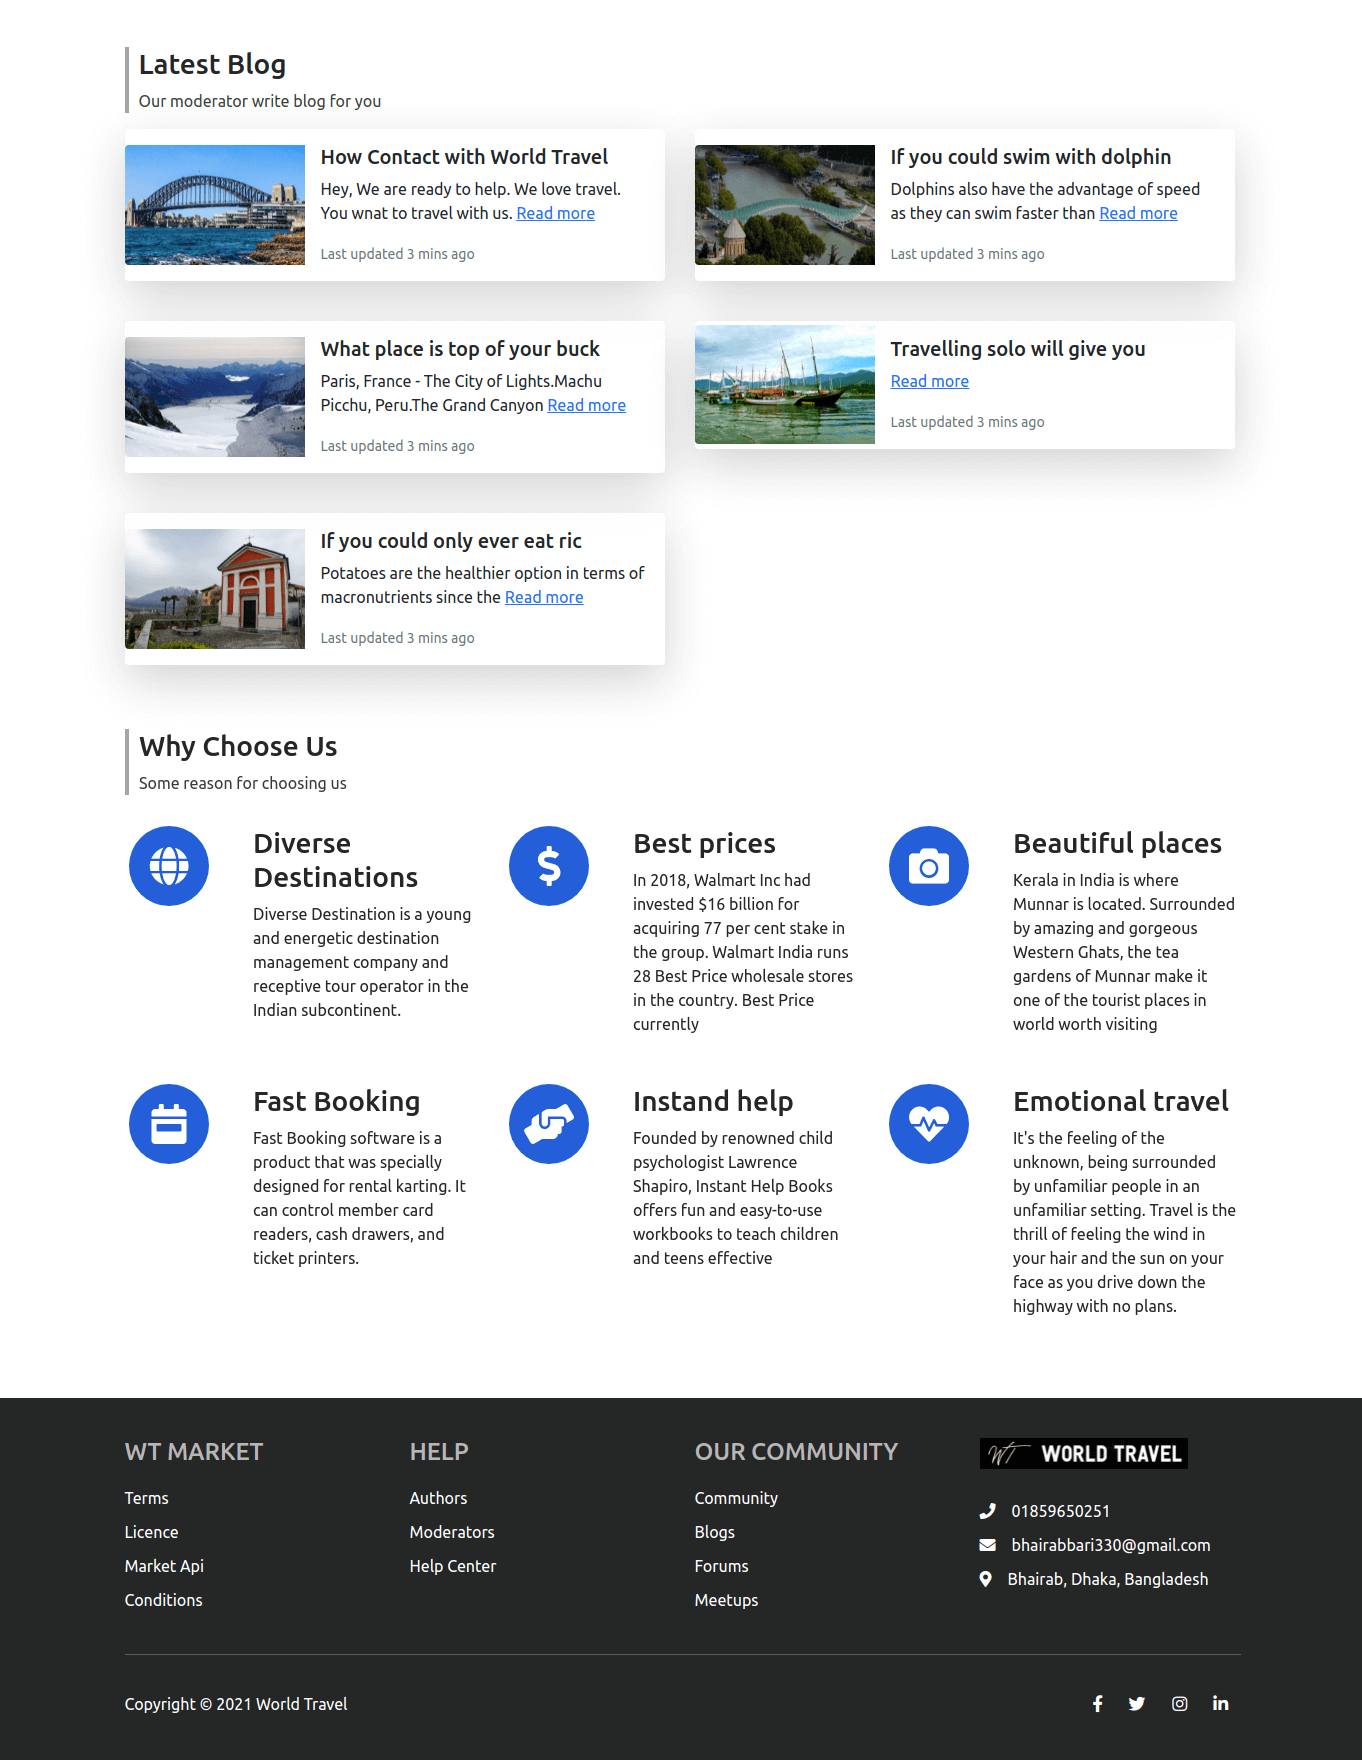 Latest Blog
Our moderator write blog for you
How Contact with World Travel
Hey, We are ready to help. We love travel.
You wnat to travel with us. Read more
Last updated 3 mins ago
If you could swim with dolphin
Dolphins also have the advantage of speed
as they can swim faster than Read more
Last updated 3 mins ago
What place is top of your buck
Paris, France - The City of Lights.Machu
Picchu, Peru.The Grand Canyon Read more
Last updated 3 mins ago
Travelling solo will give you
Read more
Last updated 3 mins ago
If you could only ever eat ric
Potatoes are the healthier option in terms of
macronutrients since the Read more
Last updated 3 mins ago
Why Choose Us
Some reason for choosing us
Diverse
Destinations
Diverse Destination is a young
and energetic destination
management company and
receptive tour operator in the
Indian subcontinent.
Best prices
In 2018, Walmart Inc had
invested $16 billion for
acquiring 77 per cent stake in
the group. Walmart India runs
28 Best Price wholesale stores
in the country. Best Price
currently
Beautiful places
Kerala in India is where
Munnar is located. Surrounded
by amazing and gorgeous
Western Ghats, the tea
gardens of Munnar make it
one of the tourist places in
world worth visiting
Fast Booking
Fast Booking software is a
product that was specially
designed for rental karting. It
can control member card
readers, cash drawers, and
ticket printers.
Instand help
Founded by renowned child
psychologist Lawrence
Shapiro, Instant Help Books
offers fun and easy-to-use
workbooks to teach children
and teens effective
Emotional travel
It's the feeling of the
unknown, being surrounded
by unfamiliar people in an
unfamiliar setting. Travel is the
thrill of feeling the wind in
your hair and the sun on your
face as you drive down the
highway with no plans.
WT MARKET
Terms
Licence
Market Api
Conditions
HELP
Authors
Moderators
Help Center
OUR COMMUNITY
Community
Blogs
Forums
Meetups
WT WORLD TRAVEL
01859650251
bhairabbari330@gmail.com
Bhairab, Dhaka, Bangladesh
Copyright © 2021 World Travel